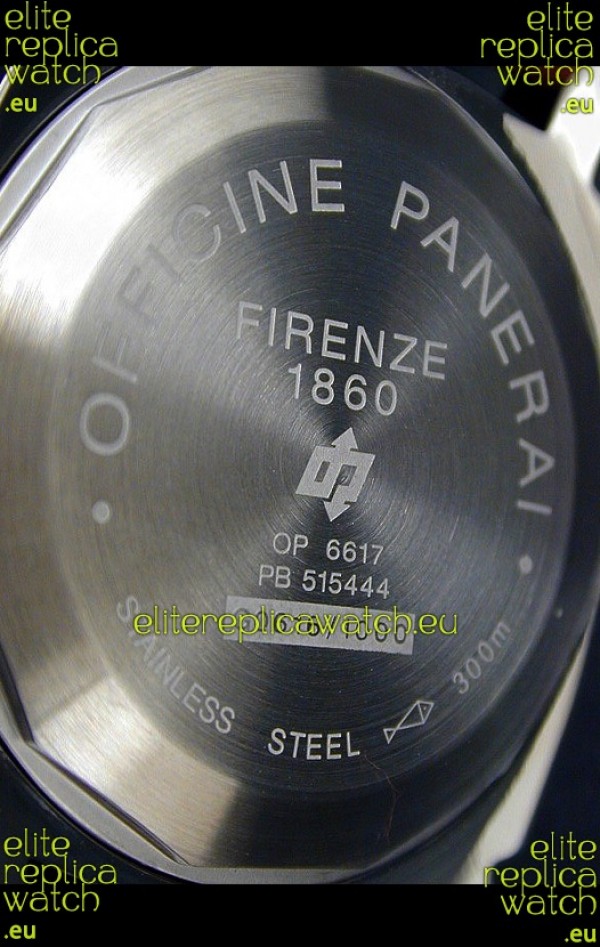 elite
replica
watch
.eu
elite
replica
watch
.eu
OFFICINE PANERAI
FIRENZE
1860
OP 6617
PB 515444
elitereplicawatch.eu
STAINLESS STEEL 300m
elite
replica
watch
.eu
elite
replica
watch
.eu